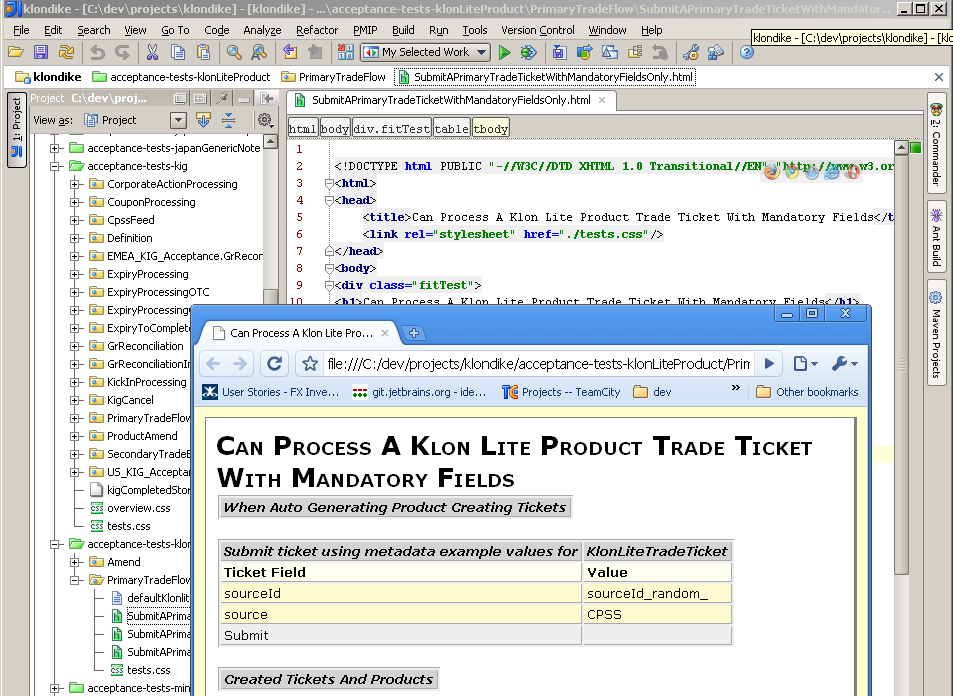 klondike - [C:\dev\projects\klondike] - [klondike] - ...\acceptance-tests-klonLiteProduct\PrimaryTradeFlow\SubmitAPrimaryTradeTicketWithMandator...
File Edit Search View Go To Code Analyze Refactor PMIP Build Run Tools Version Control Window Help
klondike - [C:\dev\projects\klondike] - [klo
My Selected Work
klondike acceptance-tests-klonLiteProduct PrimaryTradeFlow SubmitAPrimaryTradeTicketWithMandatoryFieldsOnly.html
1: Project
Project C:\dev\proj...
View as: Project
acceptance-tests-japanGenericNote
acceptance-tests-kig
CorporateActionProcessing
CouponProcessing
CpssFeed
Definition
EMEA_KIG_Acceptance.GrRecon
ExpiryProcessing
ExpiryProcessingOTC
ExpiryProcessing
ExpiryToComplete
GrReconciliation
GrReconciliationIn
KickInProcessing
KigCancel
PrimaryTradeFlow
ProductAmend
SecondaryTradeE
US_KIG_Acceptan
kigCompletedStor
overview.css
tests.css
acceptance-tests-klon
Amend
PrimaryTradeFlow
defaultKlonlit
SubmitAPrima
SubmitAPrima
SubmitAPrima
tests.css
acceptance-tests-min
SubmitAPrimaryTradeTicketWithMandatoryFieldsOnly.html
html body div.fitTest table tbody
1
2 <!DOCTYPE html PUBLIC "-//W3C//DTD XHTML 1.0 Transitional//EN" "http://www.w3.or
3 <html>
4 <head>
5 <title>Can Process A Klon Lite Product Trade Ticket With Mandatory Fields</t
6 <link rel="stylesheet" href="./tests.css"/>
7 </head>
8 <body>
9 <div class="fitTest">
10 <h1>Can Process A Klon Lite Product Trade Ticket With Mandatory Fields</h1>
2: Commander
Ant Build
Maven Projects
Can Process A Klon Lite Pro...
file:///C:/dev/projects/klondike/acceptance-tests-klonLiteProduct/Prim
User Stories - FX Inve... git.jetbrains.org - ide... Projects -- TeamCity dev » Other bookmarks
Can Process A Klon Lite Product Trade Ticket
With Mandatory Fields
When Auto Generating Product Creating Tickets
Submit ticket using metadata example values for KlonLiteTradeTicket
Ticket Field Value
sourceId sourceId_random_
source CPSS
Submit
Created Tickets And Products